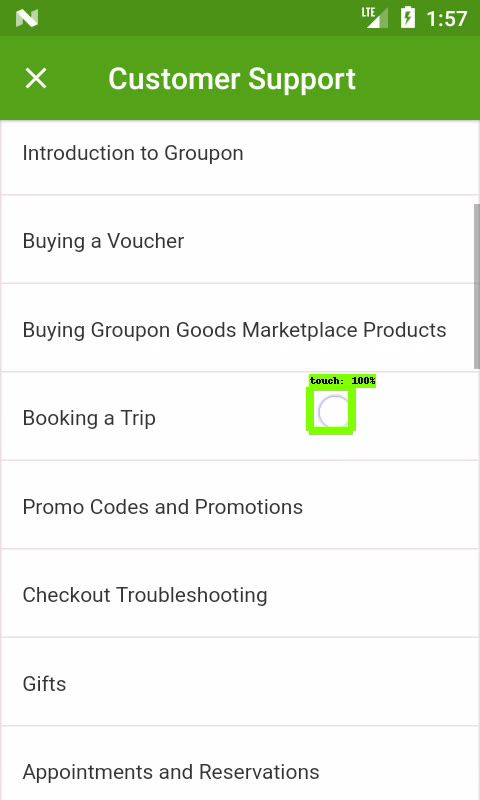 LTE 1:57
Customer Support
Introduction to Groupon
Buying a Voucher
Buying Groupon Goods Marketplace Products
touch: 100%
Booking a Trip
Promo Codes and Promotions
Checkout Troubleshooting
Gifts
Appointments and Reservations